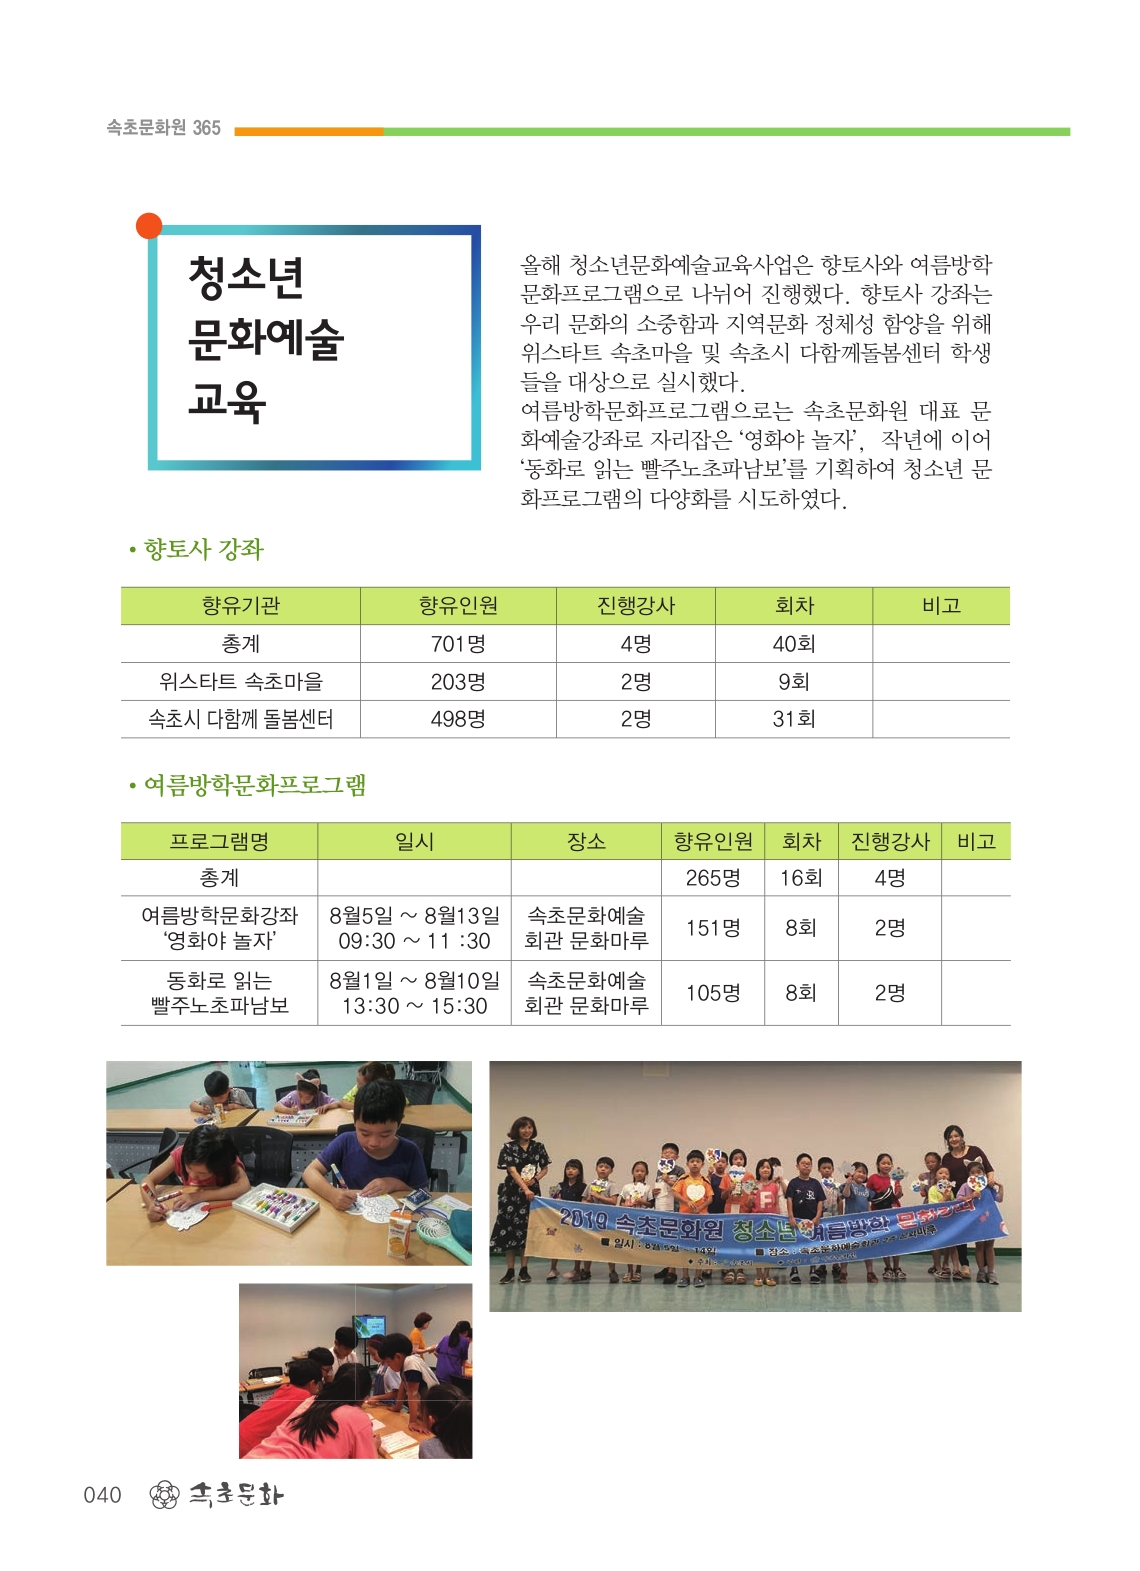 속초문화원 365
청소년
문화예술
교육
올해 청소년문화예술교육사업은 향토사와 여름방학
문화프로그램으로 나뉘어 진행했다. 향토사 강좌는
우리 문화의 소중함과 지역문화 정체성 함양을 위해
위스타트 속초마을 및 속초시 다함께돌봄센터 학생
들을 대상으로 실시했다.
여름방학문화프로그램으로는 속초문화원 대표 문
화예술강좌로 자리잡은 ‘영화야 놀자’, 작년에 이어
‘동화로 읽는 빨주노초파남보’를 기획하여 청소년 문
화프로그램의 다양화를 시도하였다.
• 향토사 강좌
향유기관 향유인원 진행강사 회차 비고
총계 701명 4명 40회
위스타트 속초마을 203명 2명 9회
속초시 다함께 돌봄센터 498명 2명 31회
• 여름방학문화프로그램
프로그램명 일시 장소 향유인원 회차 진행강사 비고
총계 265명 16회 4명
여름방학문화강좌 8월5일 ~ 8월13일 속초문화예술
‘영화야 놀자’ 09:30 ~ 11 :30 회관 문화마루 151명 8회 2명
동화로 읽는 8월1일 ~ 8월10일 속초문화예술
빨주노초파남보 13:30 ~ 15:30 회관 문화마루 105명 8회 2명
2019 속초문화원 청소년 여름방학 문화강좌
■ 일시 : 8월 5일 ■ 장소 : 속초문화예술회관
040 속초문화